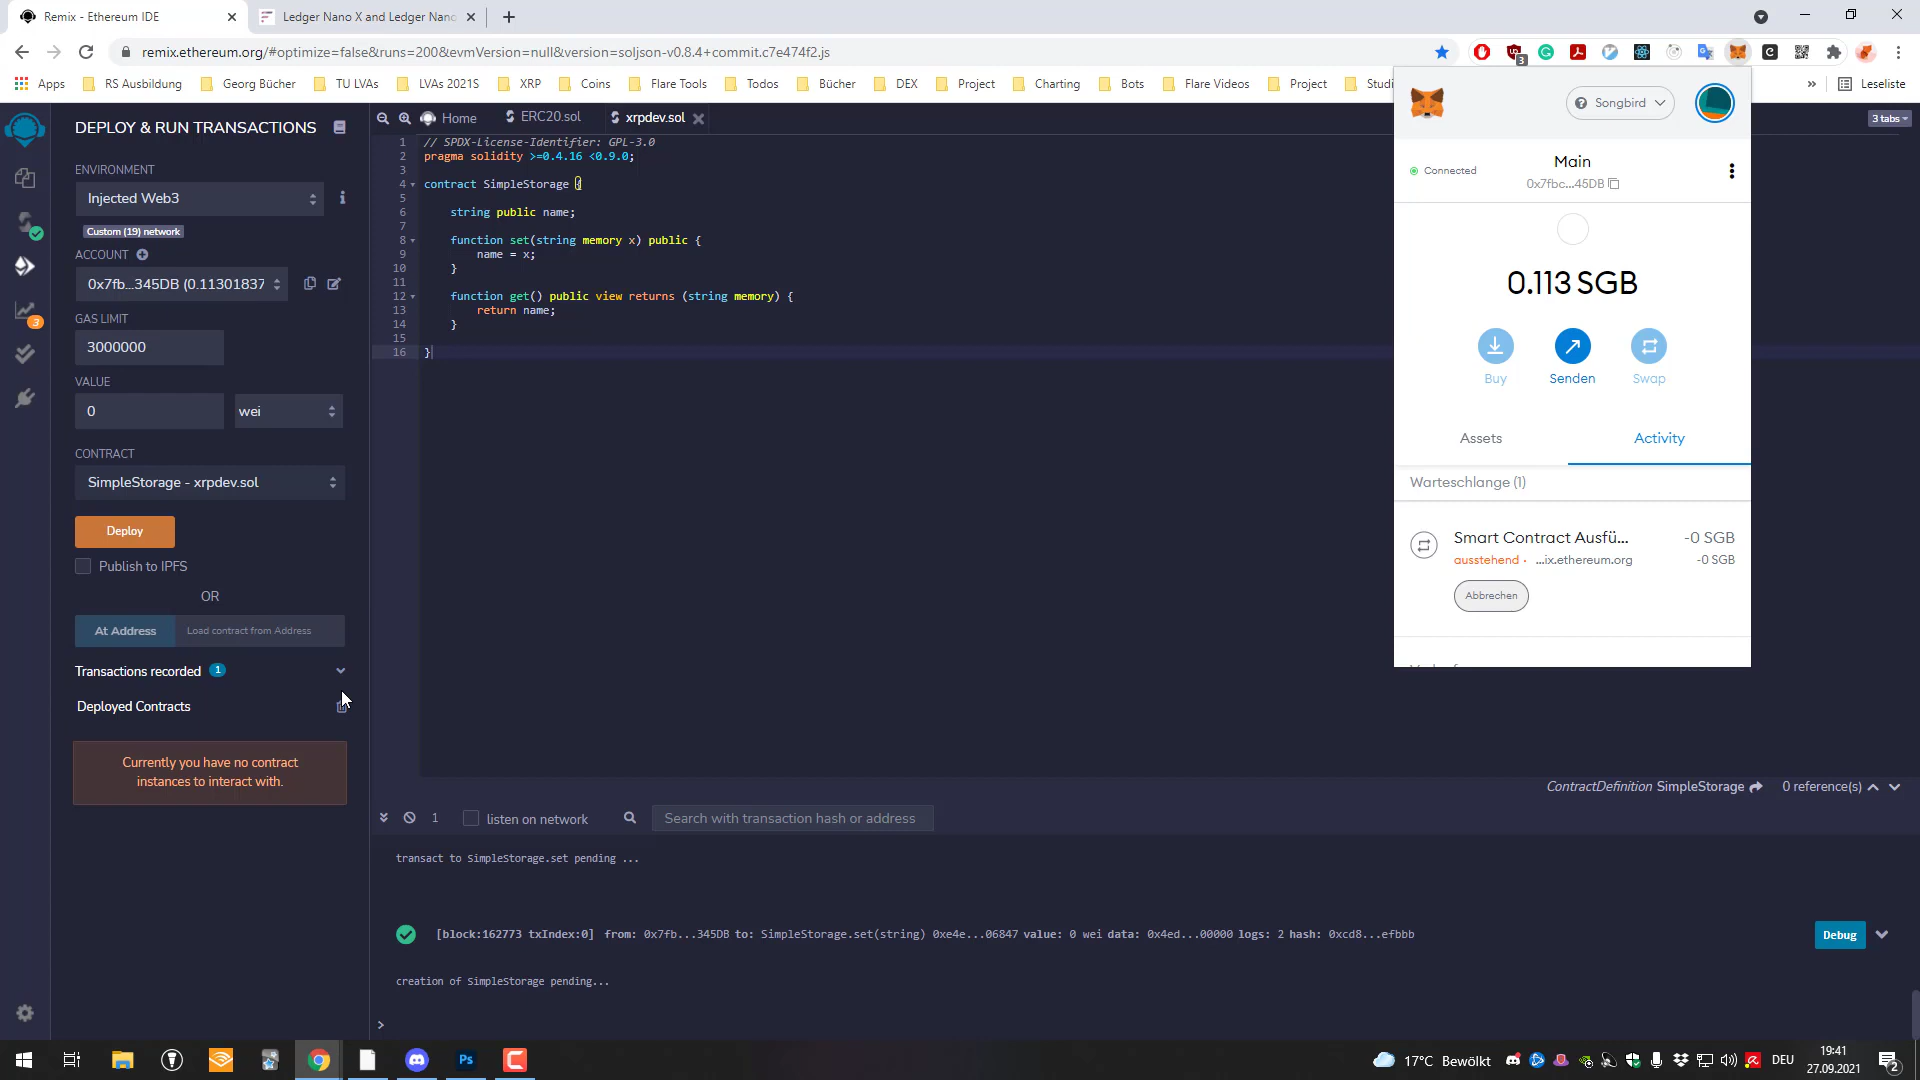 Remix - Ethereum IDE
Ledger Nano X and Ledger Nano
remix.ethereum.org/#optimize=false&runs=200&evmVersion=null&version=soljson-v0.8.4+commit.c7e474f2.js
3
Apps
RS Ausbildung
Georg Bücher
TU LVAs
LVAs 2021S
XRP
Coins
Flare Tools
Todos
Bücher
DEX
Project
Charting
Bots
Flare Videos
Project
Studi
»
Leseliste
DEPLOY & RUN TRANSACTIONS
Home
ERC20.sol
xrpdev.sol
3 tabs
ENVIRONMENT
Injected Web3
Custom (19) network
ACCOUNT
0x7fb...345DB (0.11301837
GAS LIMIT
3000000
VALUE
0
wei
CONTRACT
SimpleStorage - xrpdev.sol
Deploy
Publish to IPFS
OR
At Address
Load contract from Address
Transactions recorded 1
Deployed Contracts
Currently you have no contract
instances to interact with.
3
1 // SPDX-License-Identifier: GPL-3.0
2 pragma solidity >=0.4.16 <0.9.0;
3
4 contract SimpleStorage {
5
6 string public name;
7
8 function set(string memory x) public {
9 name = x;
10 }
11
12 function get() public view returns (string memory) {
13 return name;
14 }
15
16 }
Songbird
Connected
Main
0x7fbc...45DB
0.113 SGB
Buy
Senden
Swap
Assets
Activity
Warteschlange (1)
Smart Contract Ausfü...
-0 SGB
ausstehend · ...ix.ethereum.org
-0 SGB
Abbrechen
ContractDefinition SimpleStorage
0 reference(s)
1
listen on network
Search with transaction hash or address
transact to SimpleStorage.set pending ...
[block:162773 txIndex:0] from: 0x7fb...345DB to: SimpleStorage.set(string) 0xe4e...06847 value: 0 wei data: 0x4ed...00000 logs: 2 hash: 0xcd8...efbbb
Debug
creation of SimpleStorage pending...
>
Ps
17°C Bewölkt
DEU
19:41
27.09.2021
2